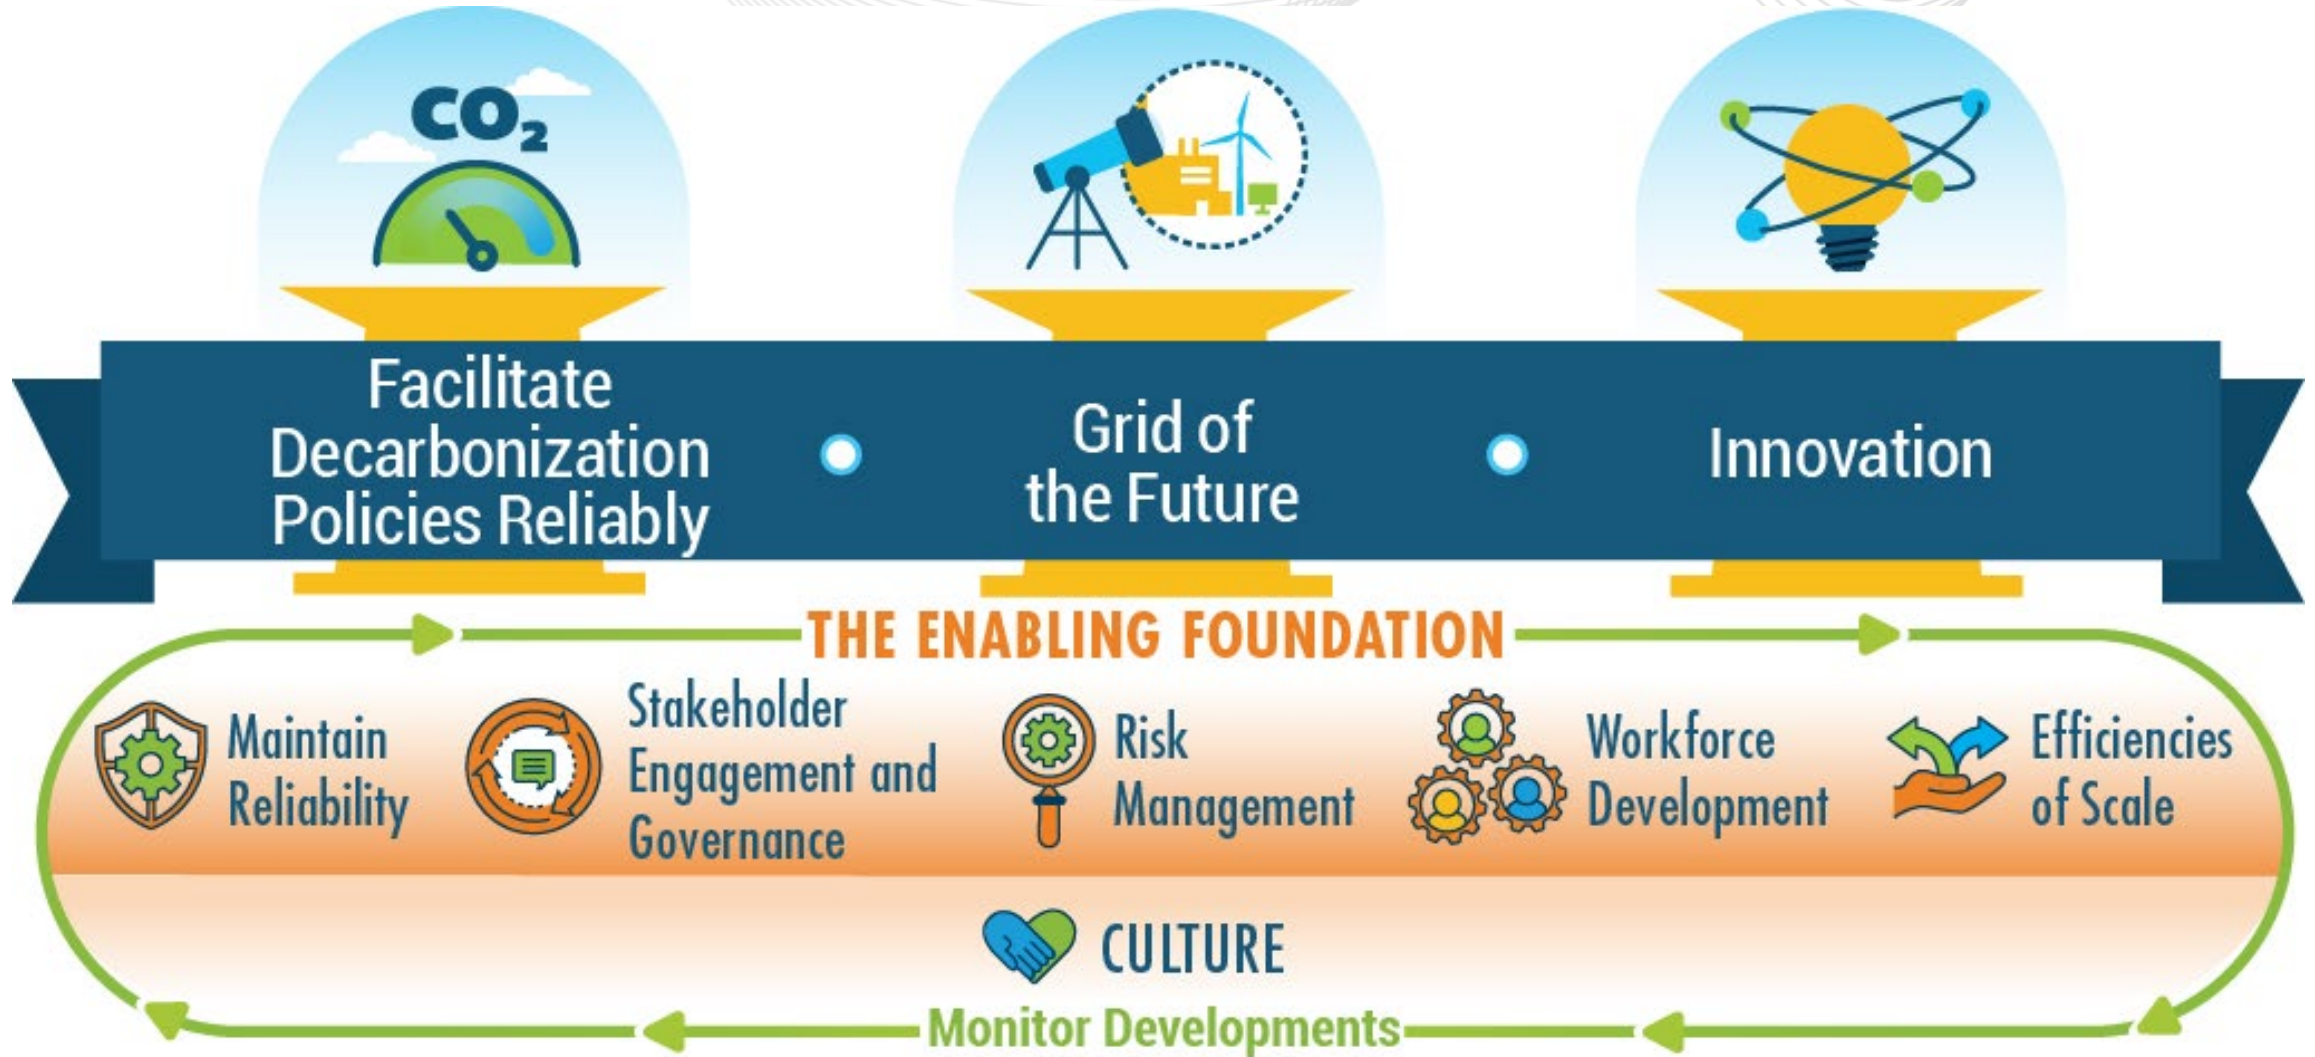 CO₂
Facilitate
Decarbonization
Policies Reliably
Grid of
the Future
Innovation
THE ENABLING FOUNDATION
Maintain
Reliability
Stakeholder
Engagement and
Governance
Risk
Management
Workforce
Development
Efficiencies
of Scale
CULTURE
Monitor Developments